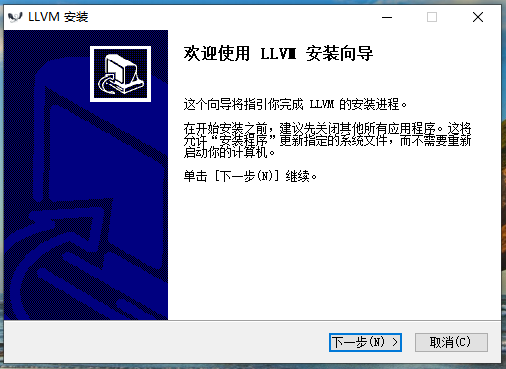 LLVM 安装
欢迎使用 LLVM 安装向导
这个向导将指引你完成 LLVM 的安装进程。
在开始安装之前，建议先关闭其他所有应用程序。这将
允许“安装程序”更新指定的系统文件，而不需要重新
启动你的计算机。
单击 [下一步(N)] 继续。
下一步(N) >
取消(C)